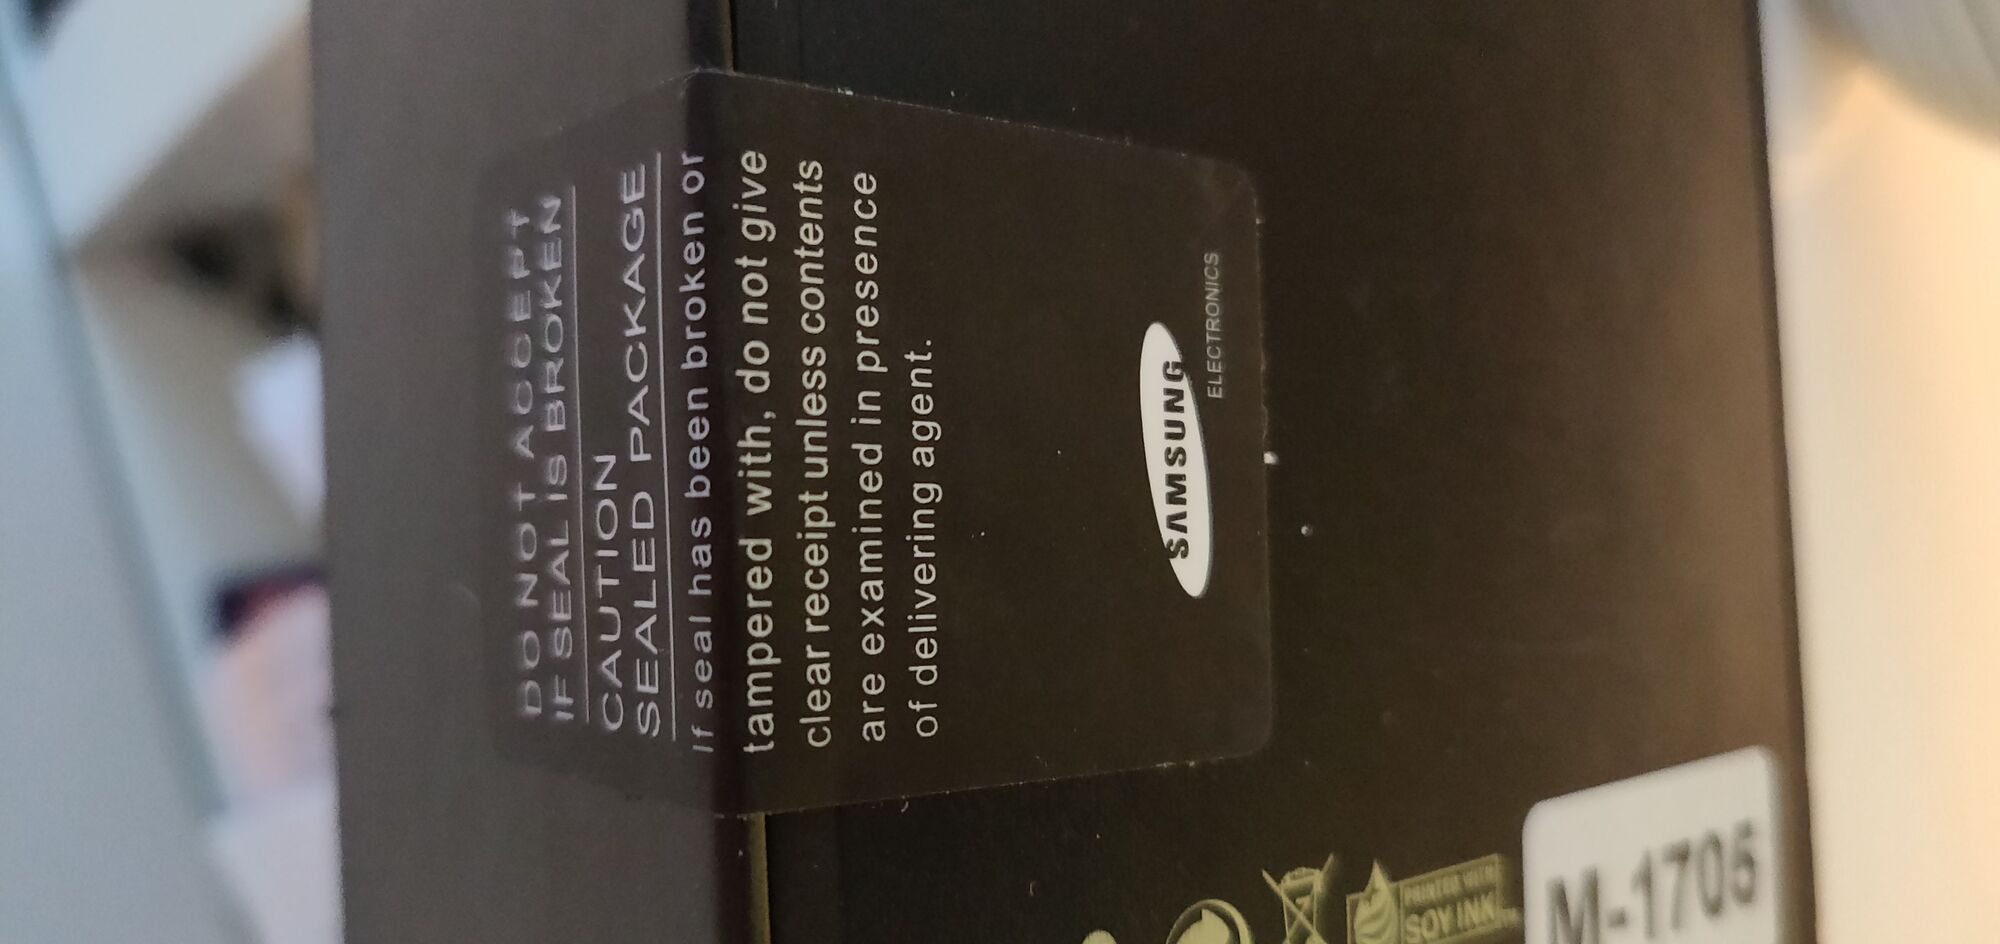 DO NOT ACCEPT
IF SEAL IS BROKEN
CAUTION
SEALED PACKAGE
If seal has been broken or
tampered with, do not give
clear receipt unless contents
are examined in presence
of delivering agent.
SAMSUNG
ELECTRONICS
PRINTED WITH
SOY INK
M-1705